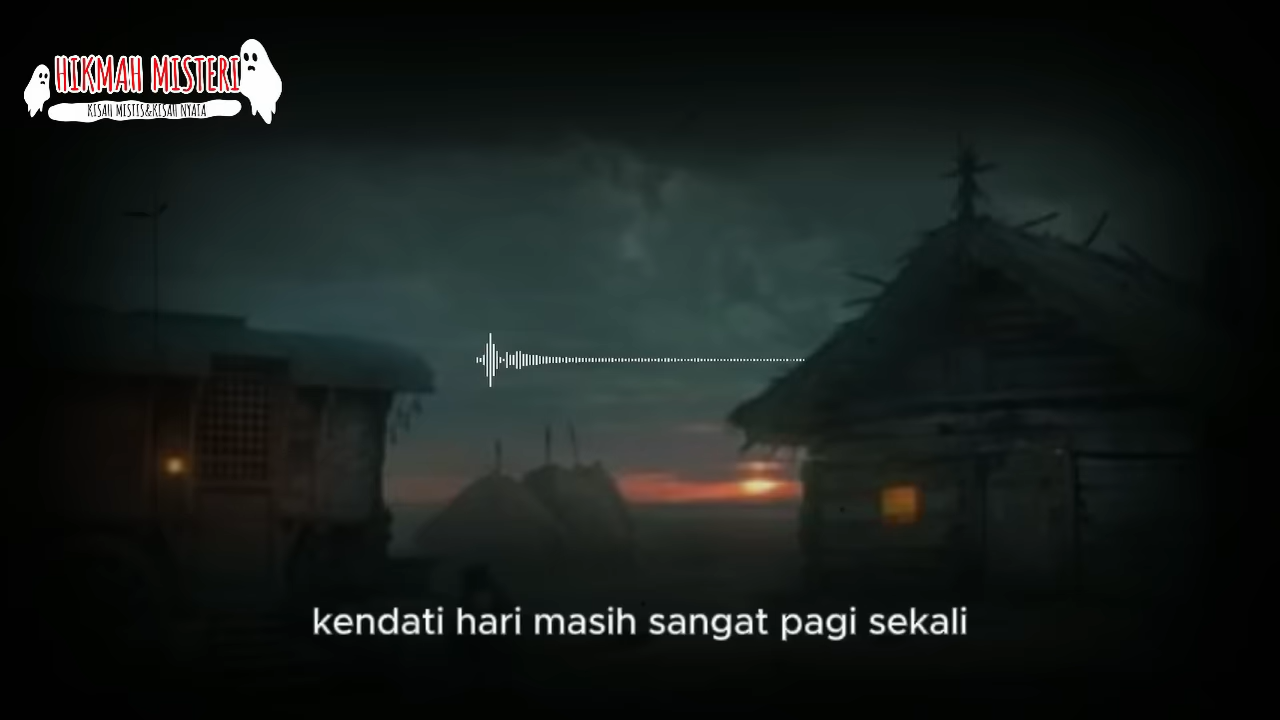 HIKMAH MISTERI
KISAH MISTIS&KISAH NYATA
kendati hari masih sangat pagi sekali